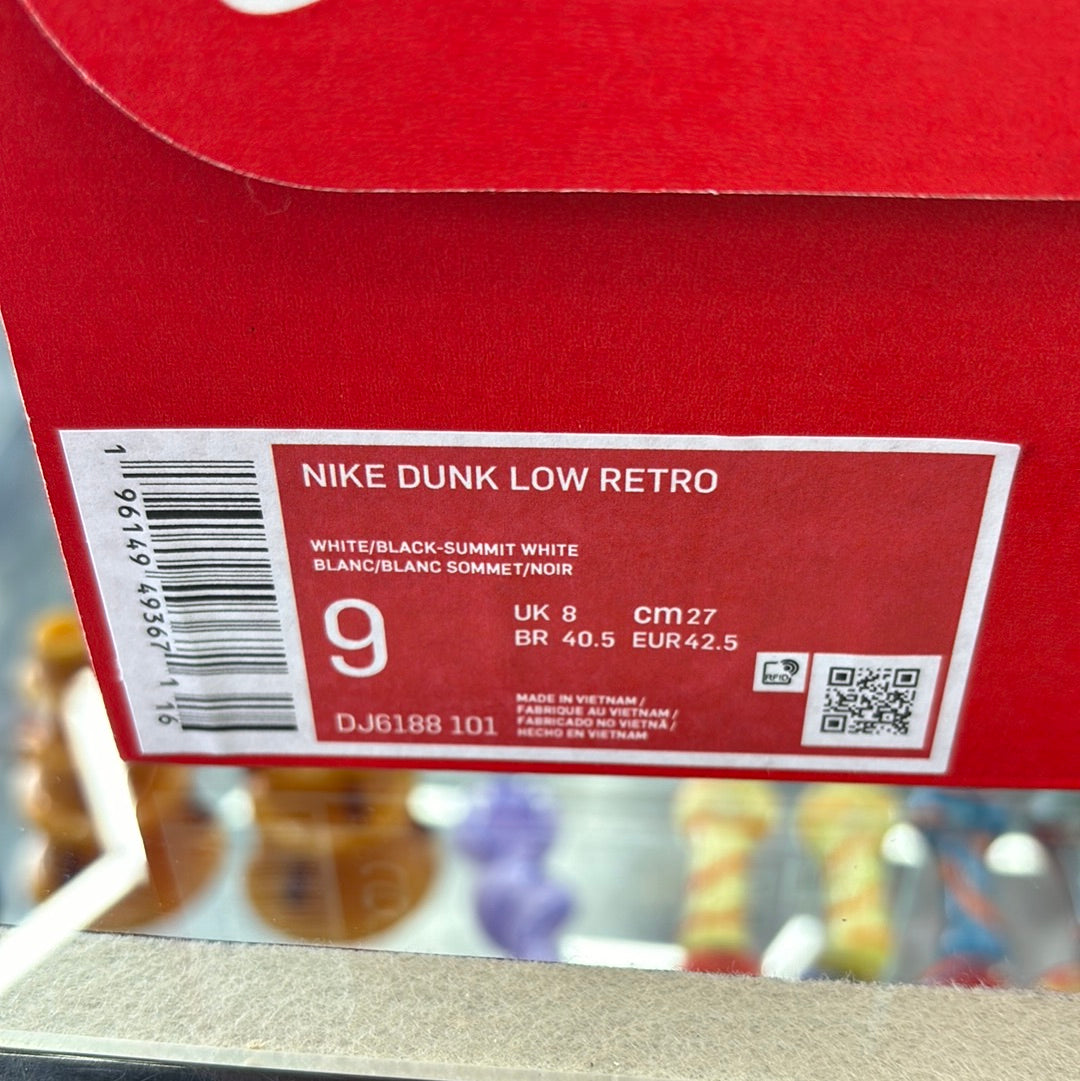 NIKE DUNK LOW RETRO
WHITE/BLACK-SUMMIT WHITE
BLANC/BLANC SOMMET/NOIR
9
UK 8 cm 27
BR 40.5 EUR 42.5
DJ6188 101
MADE IN VIETNAM /
FABRIQUE AU VIETNAM /
FABRICADO NO VIETNÃ /
HECHO EN VIETNAM
RFID
1 96149 49367 1 16